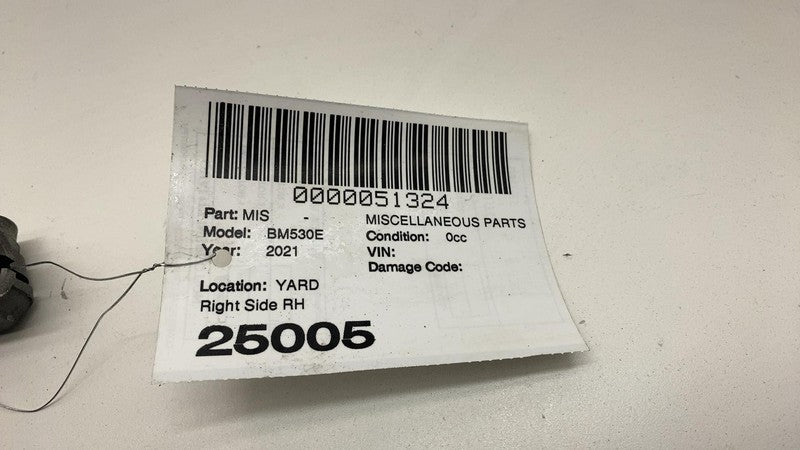 0000051324
Part: MIS - MISCELLANEOUS PARTS
Model: BM530E Condition: 0cc
Year: 2021 VIN:
Damage Code:
Location: YARD
Right Side RH
25005